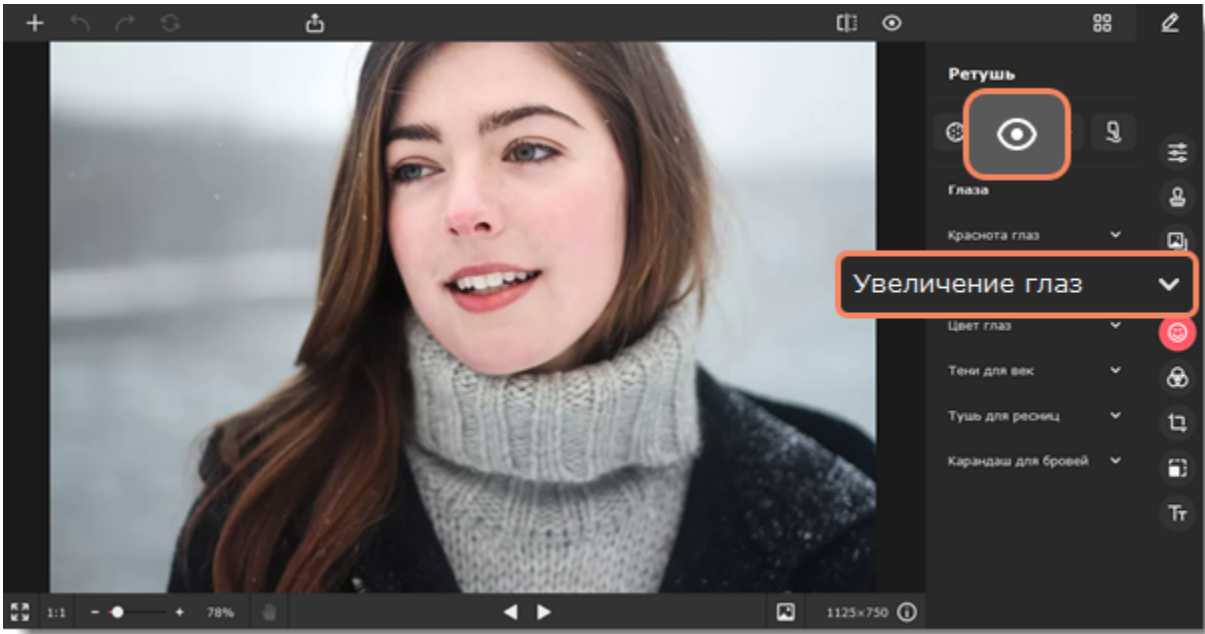 Ретушь
Глаза
Краснота глаз
Увеличение глаз
Цвет глаз
Тени для век
Тушь для ресниц
Карандаш для бровей
Tт
1:1
- + 78%
1125×750